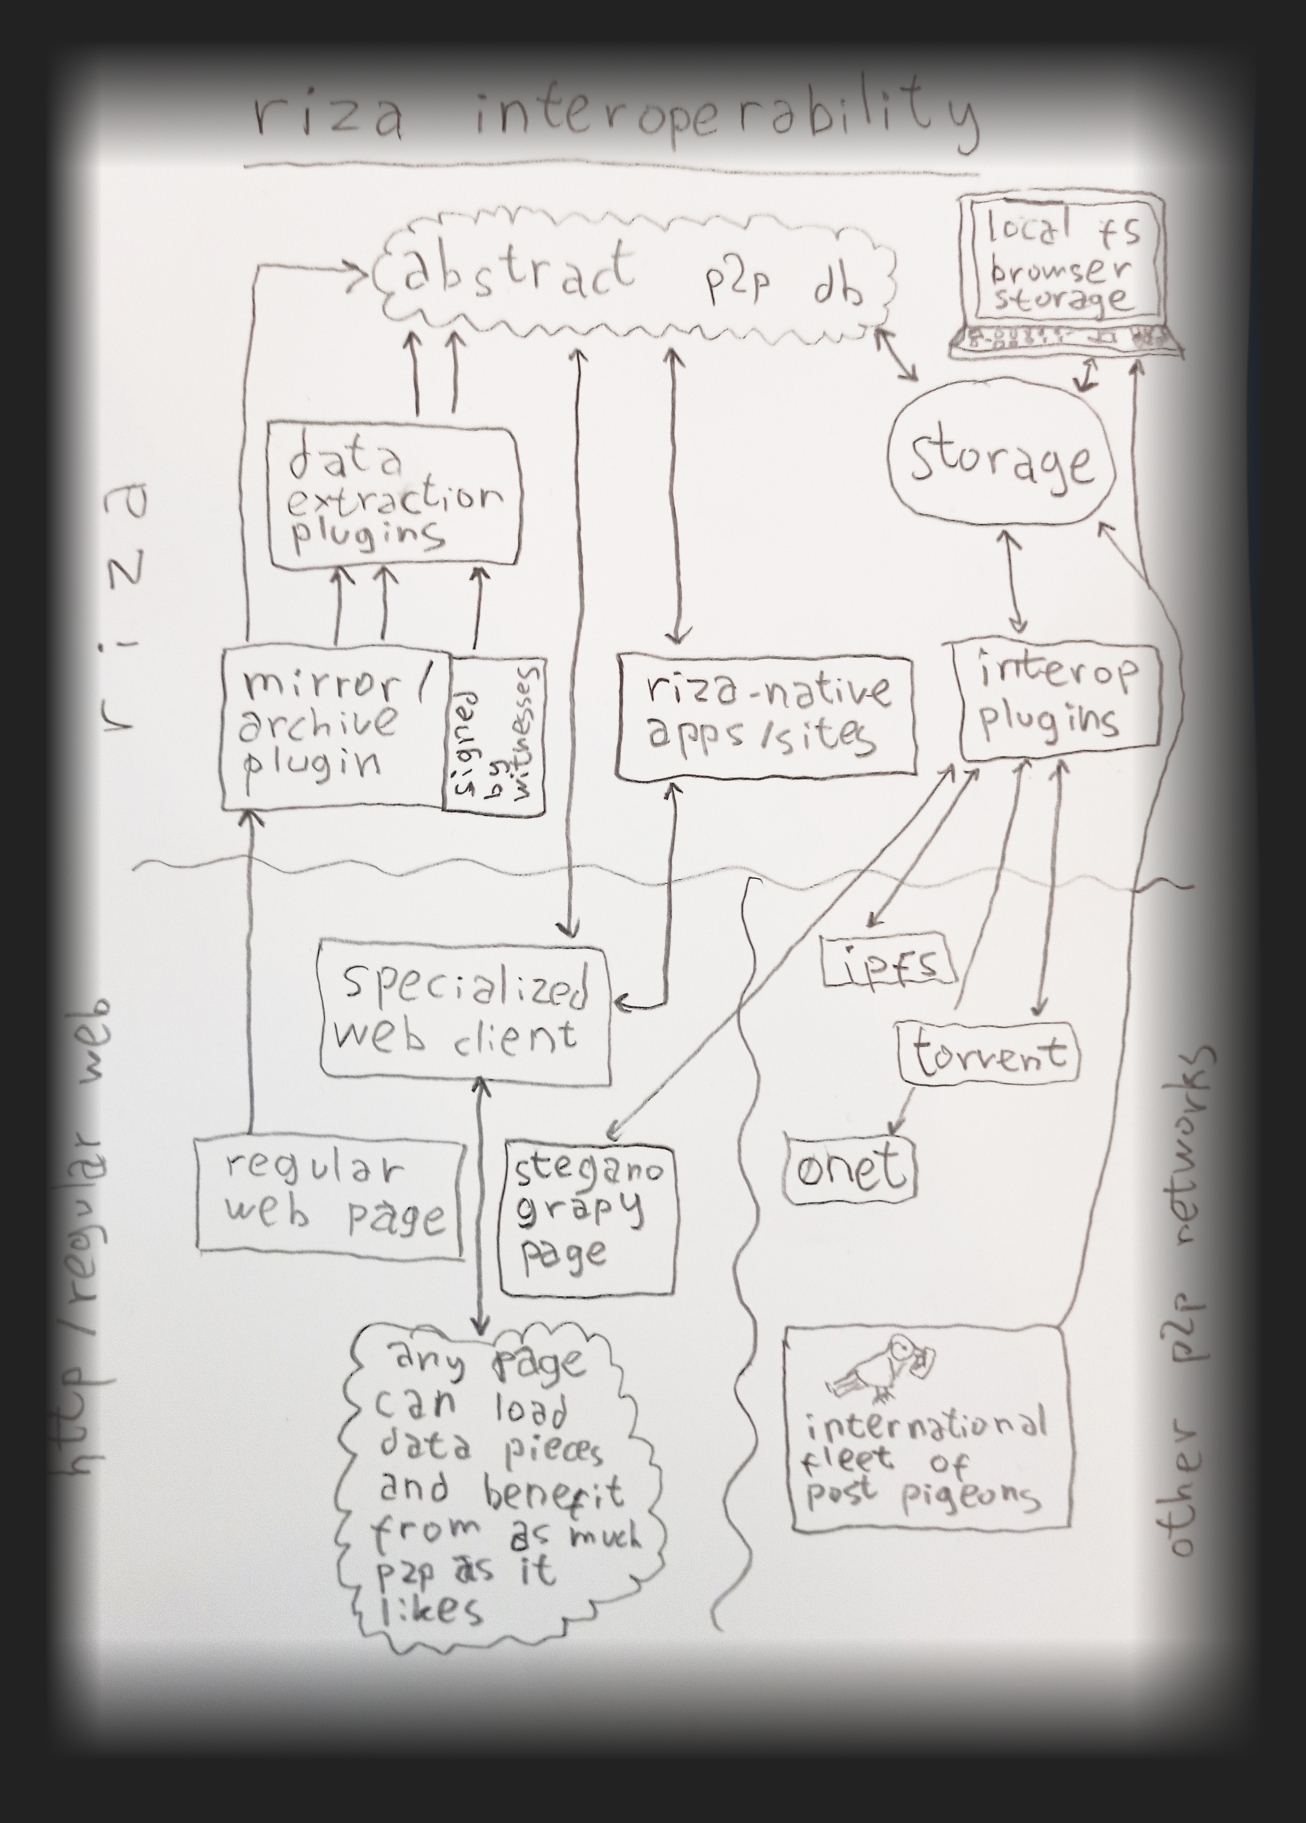 riza interoperability
abstract p2p db
local fs
browser
storage
storage
data
extraction
plugins
riza
mirror/
archive
plugin
signed
by
witnesses
riza-native
apps/sites
interop
plugins
ipfs
specialized
web client
torrent
http/regular web
regular
web page
stegano
grapy
page
onet
other p2p networks
any page
can load
data pieces
and benefit
from as much
p2p as it
likes
international
fleet of
post pigeons